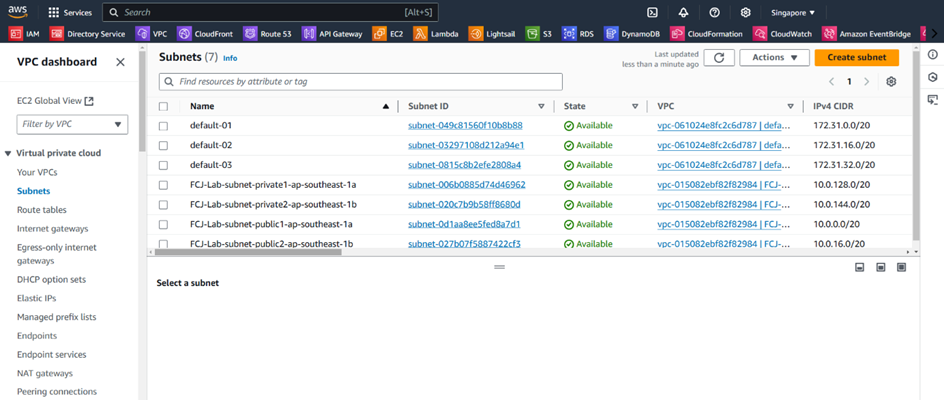 aws Services Search [Alt+S] Singapore
IAM Directory Service VPC CloudFront Route 53 API Gateway EC2 Lambda Lightsail S3 RDS DynamoDB CloudFormation CloudWatch Amazon EventBridge
VPC dashboard
EC2 Global View
Filter by VPC
Virtual private cloud
Your VPCs
Subnets
Route tables
Internet gateways
Egress-only internet
gateways
DHCP option sets
Elastic IPs
Managed prefix lists
Endpoints
Endpoint services
NAT gateways
Peering connections
Subnets (7) Info
Last updated
less than a minute ago
Actions
Create subnet
Find resources by attribute or tag
1
Name Subnet ID State VPC IPv4 CIDR
default-01 subnet-049c81560f10b8b88 Available vpc-061024e8fc2c6d787 | defa... 172.31.0.0/20
default-02 subnet-03297108d212a94e1 Available vpc-061024e8fc2c6d787 | defa... 172.31.16.0/20
default-03 subnet-0815c8b2efe2808a4 Available vpc-061024e8fc2c6d787 | defa... 172.31.32.0/20
FCJ-Lab-subnet-private1-ap-southeast-1a subnet-006b0885d74d46962 Available vpc-015082ebf82f82984 | FCJ-... 10.0.128.0/20
FCJ-Lab-subnet-private2-ap-southeast-1b subnet-020c7b9b58ff8680d Available vpc-015082ebf82f82984 | FCJ-... 10.0.144.0/20
FCJ-Lab-subnet-public1-ap-southeast-1a subnet-0d1aa8ee5fed8a7d1 Available vpc-015082ebf82f82984 | FCJ-... 10.0.0.0/20
FCJ-Lab-subnet-public2-ap-southeast-1b subnet-027b07f5887422cf3 Available vpc-015082ebf82f82984 | FCJ-... 10.0.16.0/20
Select a subnet